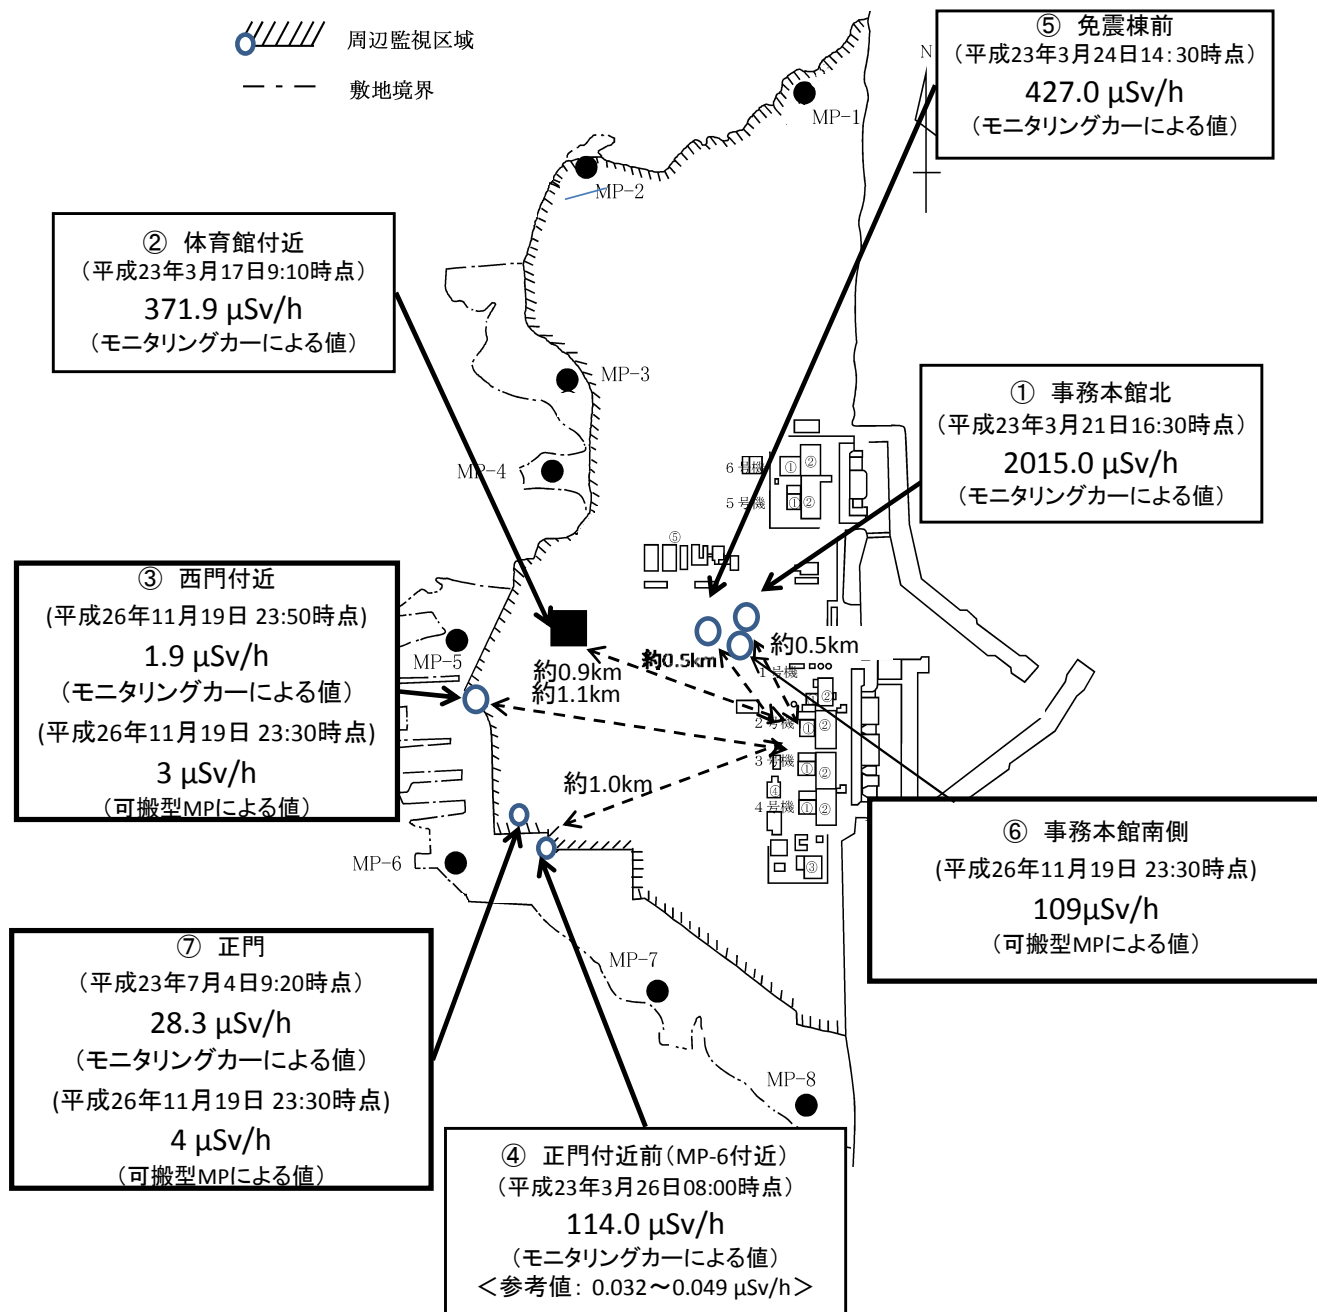 周辺監視区域
敷地境界
⑤ 免震棟前
(平成23年3月24日14:30時点)
427.0 μSv/h
(モニタリングカーによる値)
N
MP-1
MP-2
② 体育館付近
(平成23年3月17日9:10時点)
371.9 μSv/h
(モニタリングカーによる値)
MP-3
MP-4
① 事務本館北
(平成23年3月21日16:30時点)
2015.0 μSv/h
(モニタリングカーによる値)
6号機
① ②
5号機
① ②
⑤
③ 西門付近
(平成26年11月19日 23:50時点)
1.9 μSv/h
(モニタリングカーによる値)
(平成26年11月19日 23:30時点)
3 μSv/h
(可搬型MPによる値)
MP-5
約0.9km
約1.1km
約0.5km
約0.5km
1号機
②
2号機
① ②
3号機
① ②
④
4号機
① ②
③
約1.0km
MP-6
⑥ 事務本館南側
(平成26年11月19日 23:30時点)
109μSv/h
(可搬型MPによる値)
⑦ 正門
(平成23年7月4日9:20時点)
28.3 μSv/h
(モニタリングカーによる値)
(平成26年11月19日 23:30時点)
4 μSv/h
(可搬型MPによる値)
MP-7
MP-8
④ 正門付近前(MP-6付近)
(平成23年3月26日08:00時点)
114.0 μSv/h
(モニタリングカーによる値)
<参考値: 0.032～0.049 μSv/h>